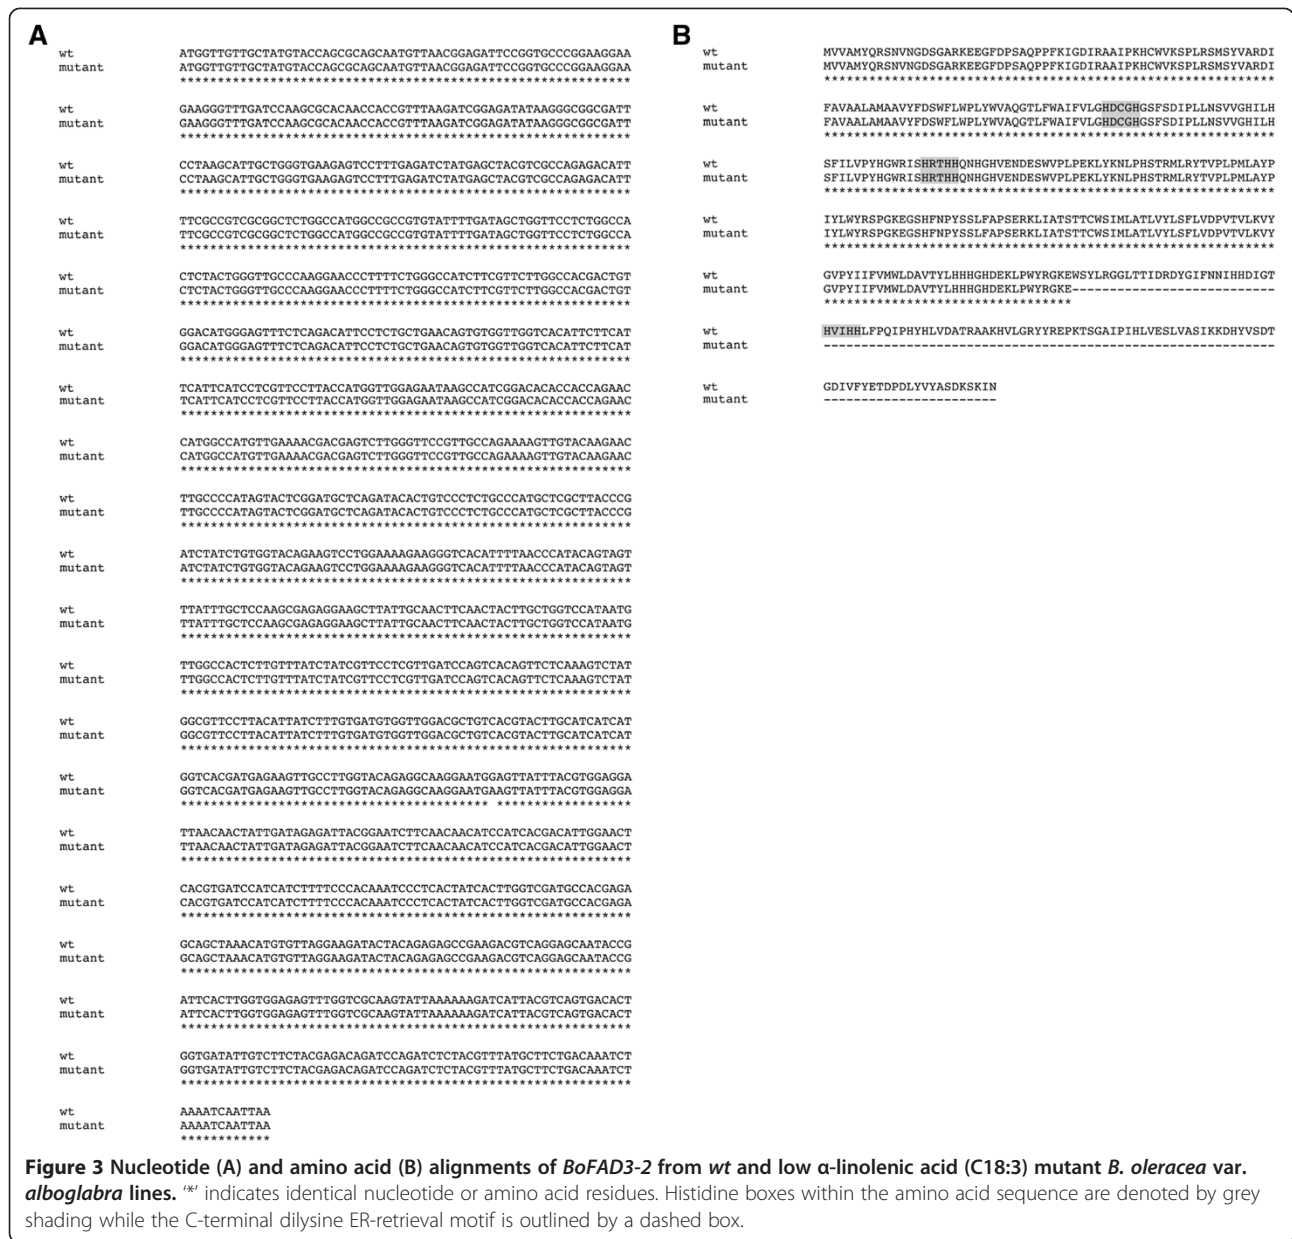 A
wt ATGGTTGTTGCTATGTACCAGCGCAGCAATGTTAACGGAGATTCCGGTGCCCGGAAGGAA
mutant ATGGTTGTTGCTATGTACCAGCGCAGCAATGTTAACGGAGATTCCGGTGCCCGGAAGGAA
************************************************************
wt GAAGGGTTTGATCCAAGCGCACAACCACCGTTTAAGATCGGAGATATAAGGGCGGCGATT
mutant GAAGGGTTTGATCCAAGCGCACAACCACCGTTTAAGATCGGAGATATAAGGGCGGCGATT
************************************************************
wt CCTAAGCATTGCTGGGTGAAGAGTCCTTTGAGATCTATGAGCTACGTCGCCAGAGACATT
mutant CCTAAGCATTGCTGGGTGAAGAGTCCTTTGAGATCTATGAGCTACGTCGCCAGAGACATT
************************************************************
wt TTCGCCGTCGCGGCTCTGGCCATGGCCGCCGTGTATTTTGATAGCTGGTTCCTCTGGCCA
mutant TTCGCCGTCGCGGCTCTGGCCATGGCCGCCGTGTATTTTGATAGCTGGTTCCTCTGGCCA
************************************************************
wt CTCTACTGGGTTGCCCAAGGAACCCTTTTCTGGGCCATCTTCGTTCTTGGCCACGACTGT
mutant CTCTACTGGGTTGCCCAAGGAACCCTTTTCTGGGCCATCTTCGTTCTTGGCCACGACTGT
************************************************************
wt GGACATGGGAGTTTCTCAGACATTCCTCTGCTGAACAGTGTGGTTGGTCACATTCTTCAT
mutant GGACATGGGAGTTTCTCAGACATTCCTCTGCTGAACAGTGTGGTTGGTCACATTCTTCAT
************************************************************
wt TCATTCATCCTCGTTCCTTACCATGGTTGGAGAATAAGCCATCGGACACACCACCAGAAC
mutant TCATTCATCCTCGTTCCTTACCATGGTTGGAGAATAAGCCATCGGACACACCACCAGAAC
************************************************************
wt CATGGCCATGTTGAAAACGACGAGTCTTGGGTTCCGTTGCCAGAAAAGTTGTACAAGAAC
mutant CATGGCCATGTTGAAAACGACGAGTCTTGGGTTCCGTTGCCAGAAAAGTTGTACAAGAAC
************************************************************
wt TTGCCCCATAGTACTCGGATGCTCAGATACACTGTCCCTCTGCCCATGCTCGCTTACCCG
mutant TTGCCCCATAGTACTCGGATGCTCAGATACACTGTCCCTCTGCCCATGCTCGCTTACCCG
************************************************************
wt ATCTATCTGTGGTACAGAAGTCCTGGAAAAGAAGGGTCACATTTTAACCCATACAGTAGT
mutant ATCTATCTGTGGTACAGAAGTCCTGGAAAAGAAGGGTCACATTTTAACCCATACAGTAGT
************************************************************
wt TTATTTGCTCCAAGCGAGAGGAAGCTTATTGCAACTTCAACTACTTGCTGGTCCATAATG
mutant TTATTTGCTCCAAGCGAGAGGAAGCTTATTGCAACTTCAACTACTTGCTGGTCCATAATG
************************************************************
wt TTGGCCACTCTTGTTTATCTATCGTTCCTCGTTGATCCAGTCACAGTTCTCAAAGTCTAT
mutant TTGGCCACTCTTGTTTATCTATCGTTCCTCGTTGATCCAGTCACAGTTCTCAAAGTCTAT
************************************************************
wt GGCGTTCCTTACATTATCTTTGTGATGTGGTTGGACGCTGTCACGTACTTGCATCATCAT
mutant GGCGTTCCTTACATTATCTTTGTGATGTGGTTGGACGCTGTCACGTACTTGCATCATCAT
************************************************************
wt GGTCACGATGAGAAGTTGCCTTGGTACAGAGGCAAGGAATGGAGTTATTTACGTGGAGGA
mutant GGTCACGATGAGAAGTTGCCTTGGTACAGAGGCAAGGAATGAAGTTATTTACGTGGAGGA
***************************************** ******************
wt TTAACAACTATTGATAGAGATTACGGAATCTTCAACAACATCCATCACGACATTGGAACT
mutant TTAACAACTATTGATAGAGATTACGGAATCTTCAACAACATCCATCACGACATTGGAACT
************************************************************
wt CACGTGATCCATCATCTTTTCCCACAAATCCCTCACTATCACTTGGTCGATGCCACGAGA
mutant CACGTGATCCATCATCTTTTCCCACAAATCCCTCACTATCACTTGGTCGATGCCACGAGA
************************************************************
wt GCAGCTAAACATGTGTTAGGAAGATACTACAGAGAGCCGAAGACGTCAGGAGCAATACCG
mutant GCAGCTAAACATGTGTTAGGAAGATACTACAGAGAGCCGAAGACGTCAGGAGCAATACCG
************************************************************
wt ATTCACTTGGTGGAGAGTTTGGTCGCAAGTATTAAAAAAGATCATTACGTCAGTGACACT
mutant ATTCACTTGGTGGAGAGTTTGGTCGCAAGTATTAAAAAAGATCATTACGTCAGTGACACT
************************************************************
wt GGTGATATTGTCTTCTACGAGACAGATCCAGATCTCTACGTTTATGCTTCTGACAAATCT
mutant GGTGATATTGTCTTCTACGAGACAGATCCAGATCTCTACGTTTATGCTTCTGACAAATCT
************************************************************
wt AAAATCAATTAA
mutant AAAATCAATTAA
************
B
wt MVVAMYQRSNVNGDSGARKEEGFDPSAQPPFKIGDIRAAIPKHCWVKSPLRSMSYVARDI
mutant MVVAMYQRSNVNGDSGARKEEGFDPSAQPPFKIGDIRAAIPKHCWVKSPLRSMSYVARDI
************************************************************
wt FAVAALAMAAVYFDSWFLWPLYWVAQGTLFWAIFVLGHDCGHGSFSDIPLLNSVVGHILH
mutant FAVAALAMAAVYFDSWFLWPLYWVAQGTLFWAIFVLGHDCGHGSFSDIPLLNSVVGHILH
************************************************************
wt SFILVPYHGWRISHRTHHQNHGHVENDESWVPLPEKLYKNLPHSTRMLRYTVPLPMLAYP
mutant SFILVPYHGWRISHRTHHQNHGHVENDESWVPLPEKLYKNLPHSTRMLRYTVPLPMLAYP
************************************************************
wt IYLWYRSPGKEGSHFNPYSSLFAPSERKLIATSTTCWSIMLATLVYLSFLVDPVTVLKVY
mutant IYLWYRSPGKEGSHFNPYSSLFAPSERKLIATSTTCWSIMLATLVYLSFLVDPVTVLKVY
************************************************************
wt GVPYIIFVMWLDAVTYLHHHGHDEKLPWYRGKEWSYLRGGLTTIDRDYGIFNNIHHDIGT
mutant GVPYIIFVMWLDAVTYLHHHGHDEKLPWYRGKE---------------------------
*********************************
wt HVIHHLFPQIPHYHLVDATRAAKHVLGRYYREPKTSGAIPIHLVESLVASIKKDHYVSDT
mutant ------------------------------------------------------------
wt GDIVFYETDPDLYVYASDKSKIN
mutant -----------------------
Figure 3 Nucleotide (A) and amino acid (B) alignments of BoFAD3-2 from wt and low α-linolenic acid (C18:3) mutant B. oleracea var.
alboglabra lines. ‘*’ indicates identical nucleotide or amino acid residues. Histidine boxes within the amino acid sequence are denoted by grey
shading while the C-terminal dilysine ER-retrieval motif is outlined by a dashed box.